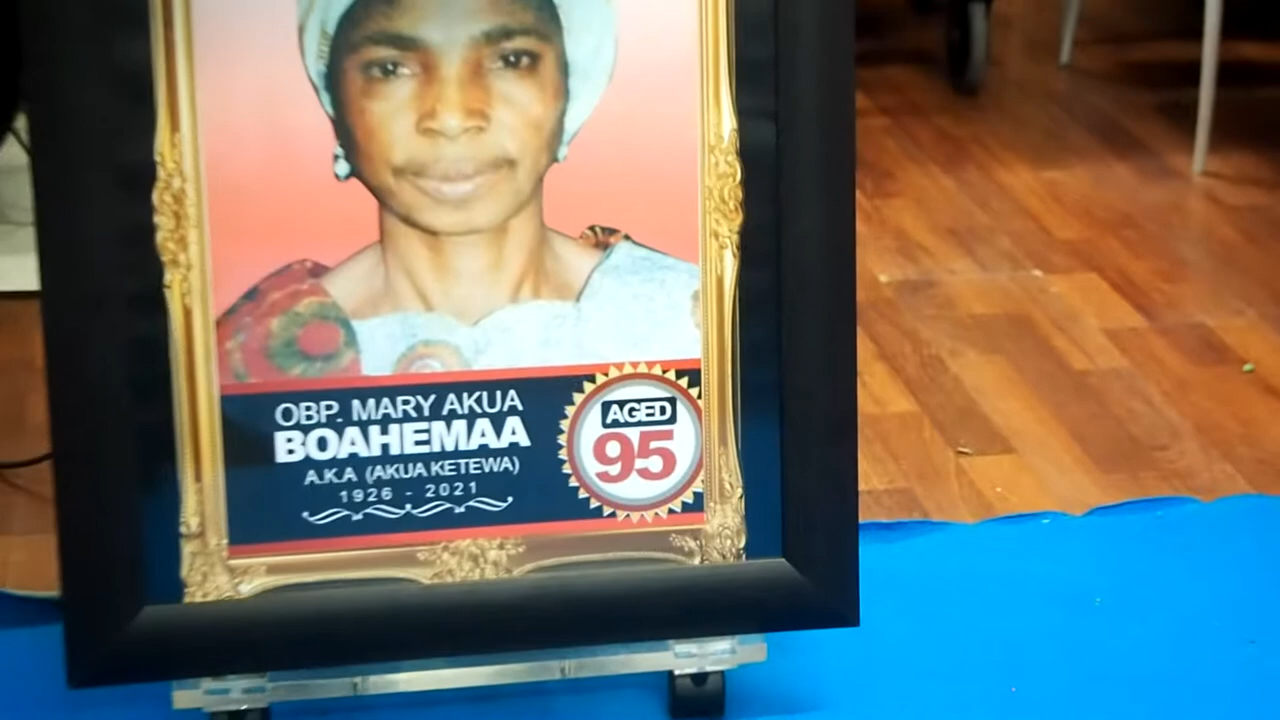 OBP. MARY AKUA
BOAHEMAA
A.K.A (AKUA KETEWA)
1926 - 2021
AGED
95